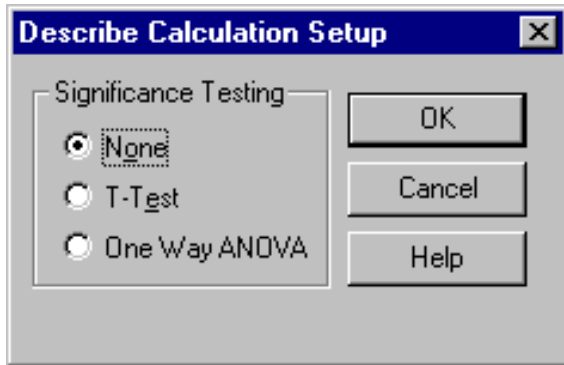 Describe Calculation Setup
Significance Testing
None
T-Test
One Way ANOVA
OK
Cancel
Help